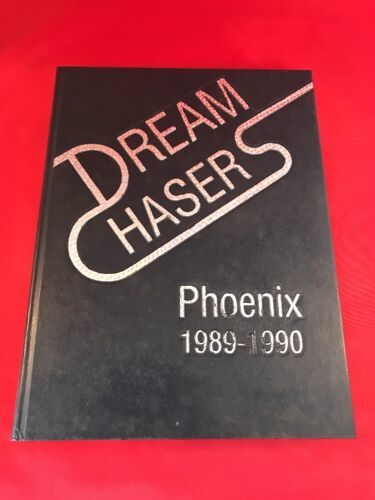 DREAM
CHASERS
Phoenix
1989-1990